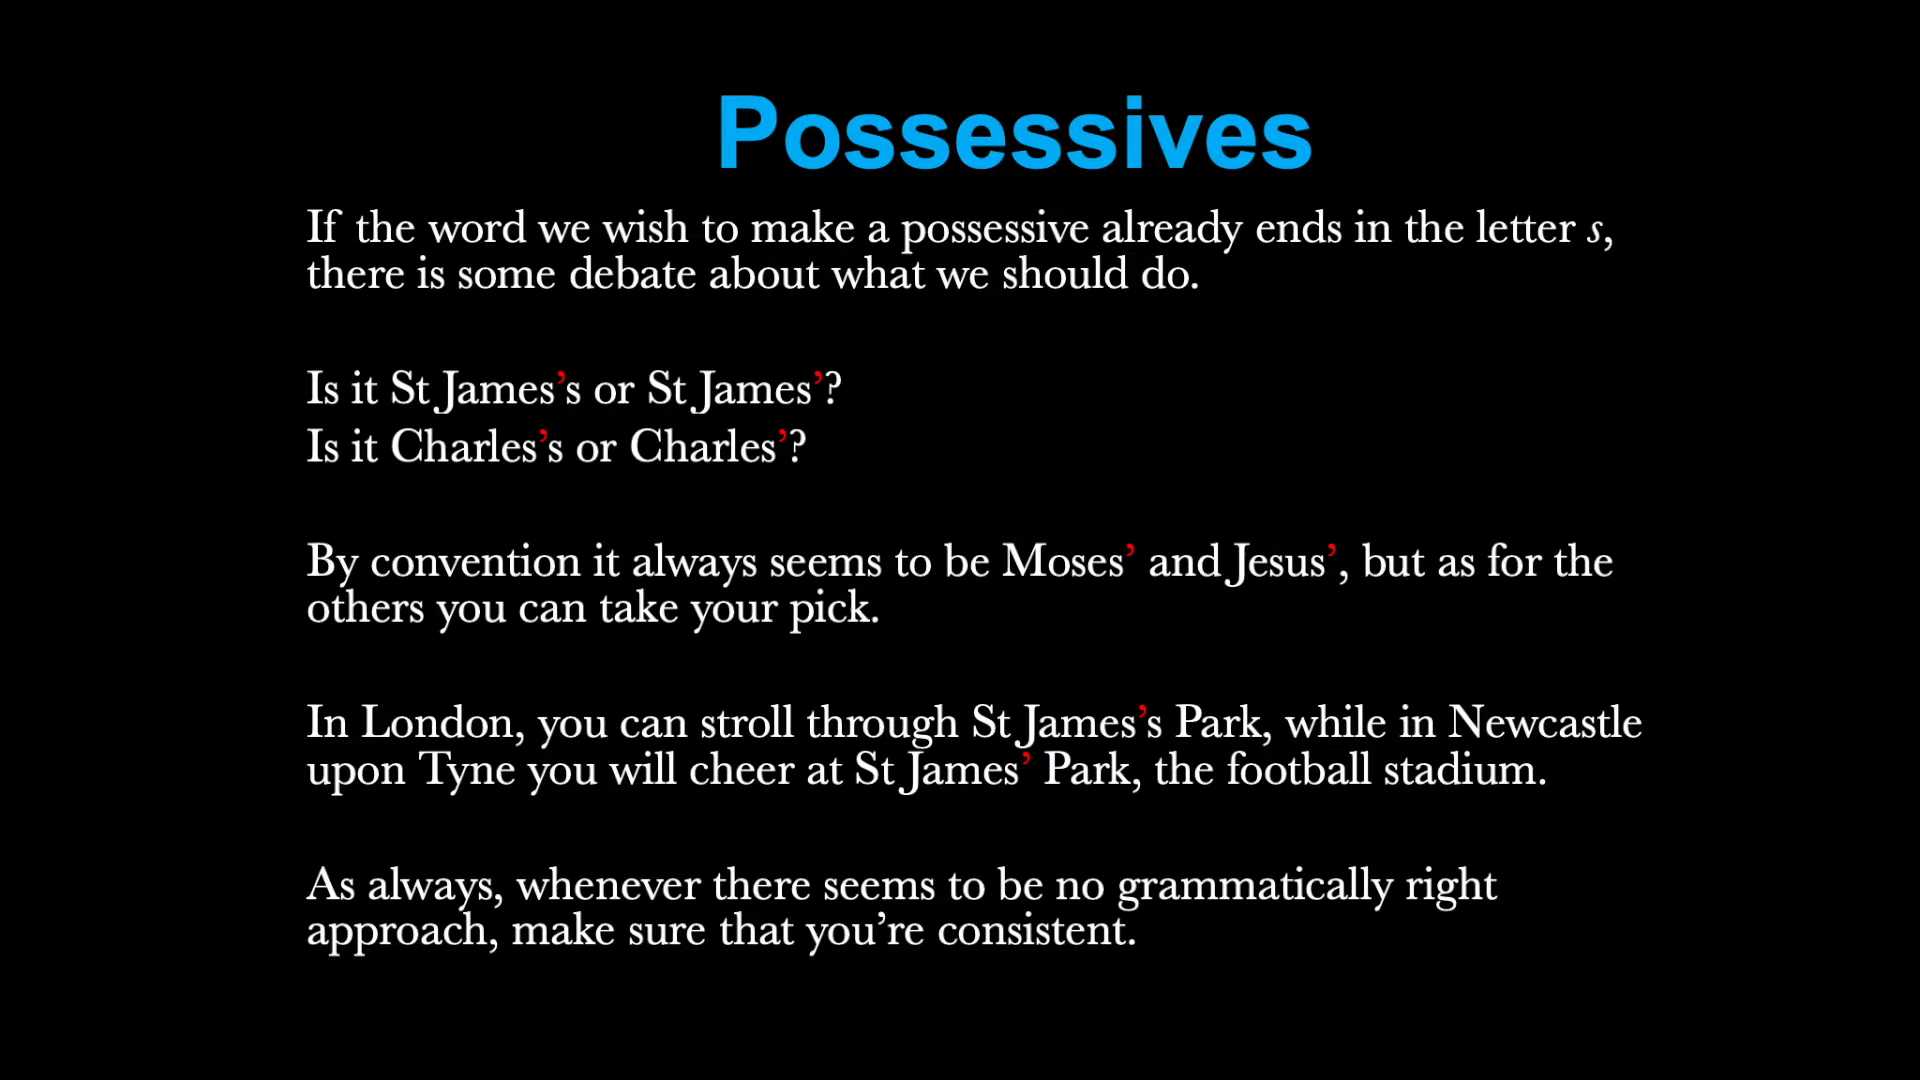 Possessives
If the word we wish to make a possessive already ends in the letter s,
there is some debate about what we should do.
Is it St James’s or St James’?
Is it Charles’s or Charles’?
By convention it always seems to be Moses’ and Jesus’, but as for the
others you can take your pick.
In London, you can stroll through St James’s Park, while in Newcastle
upon Tyne you will cheer at St James’ Park, the football stadium.
As always, whenever there seems to be no grammatically right
approach, make sure that you’re consistent.